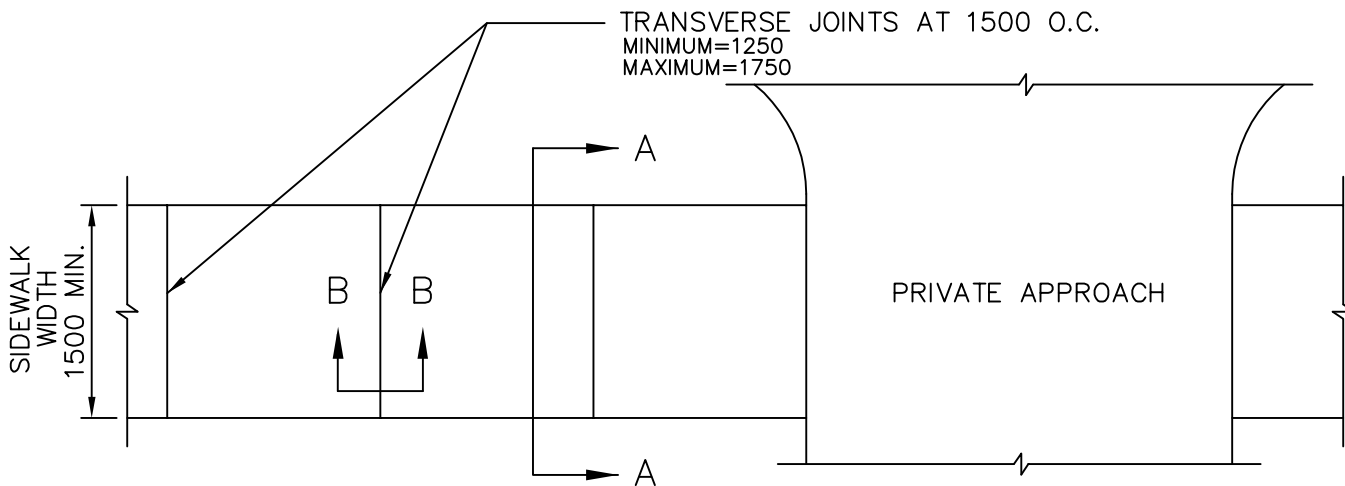 TRANSVERSE JOINTS AT 1500 O.C.
MINIMUM=1250
MAXIMUM=1750
A
SIDEWALK
WIDTH
1500 MIN.
B B
PRIVATE APPROACH
A